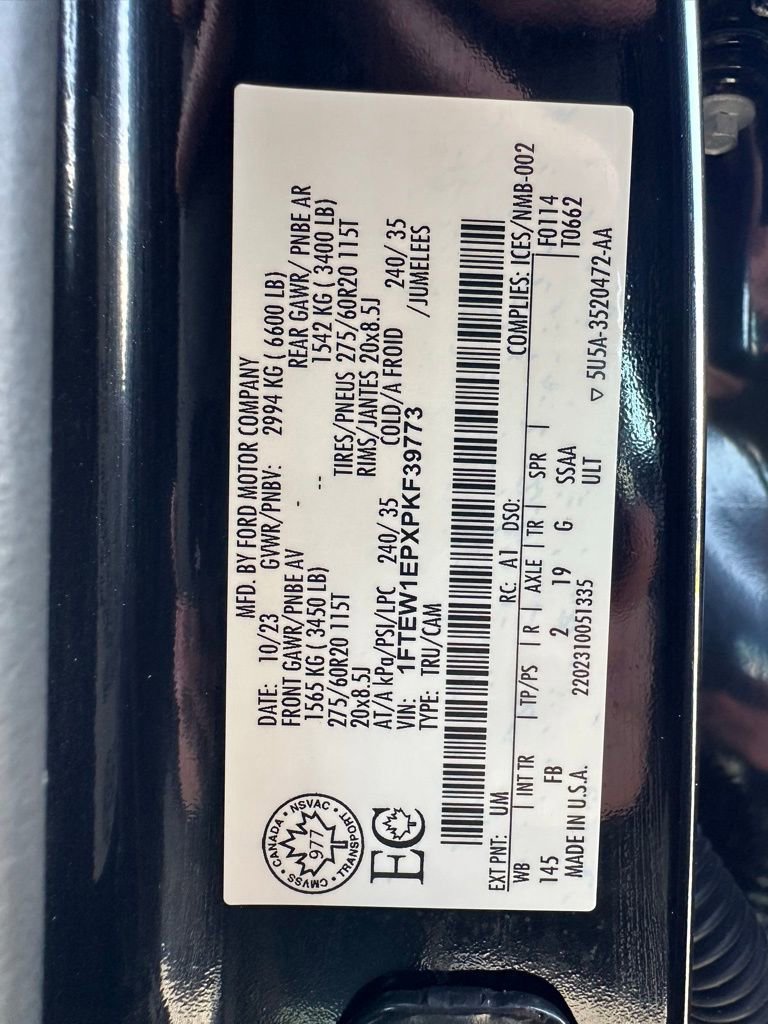 MFD. BY FORD MOTOR COMPANY
DATE: 10/23 GVWR/PNBV: 2994 KG ( 6600 LB)
FRONT GAWR/PNBE AV REAR GAWR/ PNBE AR
1565 KG ( 3450 LB) - 1542 KG ( 3400 LB)
275/60R20 115T -- TIRES/PNEUS 275/60R20 115T
20x8.5J RIMS/JANTES 20x8.5J
AT/A kPa/PSI/LPC 240/ 35 COLD/A FROID 240/ 35
VIN: 1FTEW1EPXPKF39773 /JUMELEES
TYPE: TRU/CAM
CANADA • NSVAC • TRANSPORT • CMVSS •
977
EC
EXT PNT: UM RC: A1 DSO: COMPLIES: ICES/NMB-002
WB | INT TR | TP/PS | R | AXLE | TR | SPR | F0114
145 FB 2 19 G SSAA T0662
MADE IN U.S.A. 2202310051335 ULT ▽ 5U5A-3520472-AA